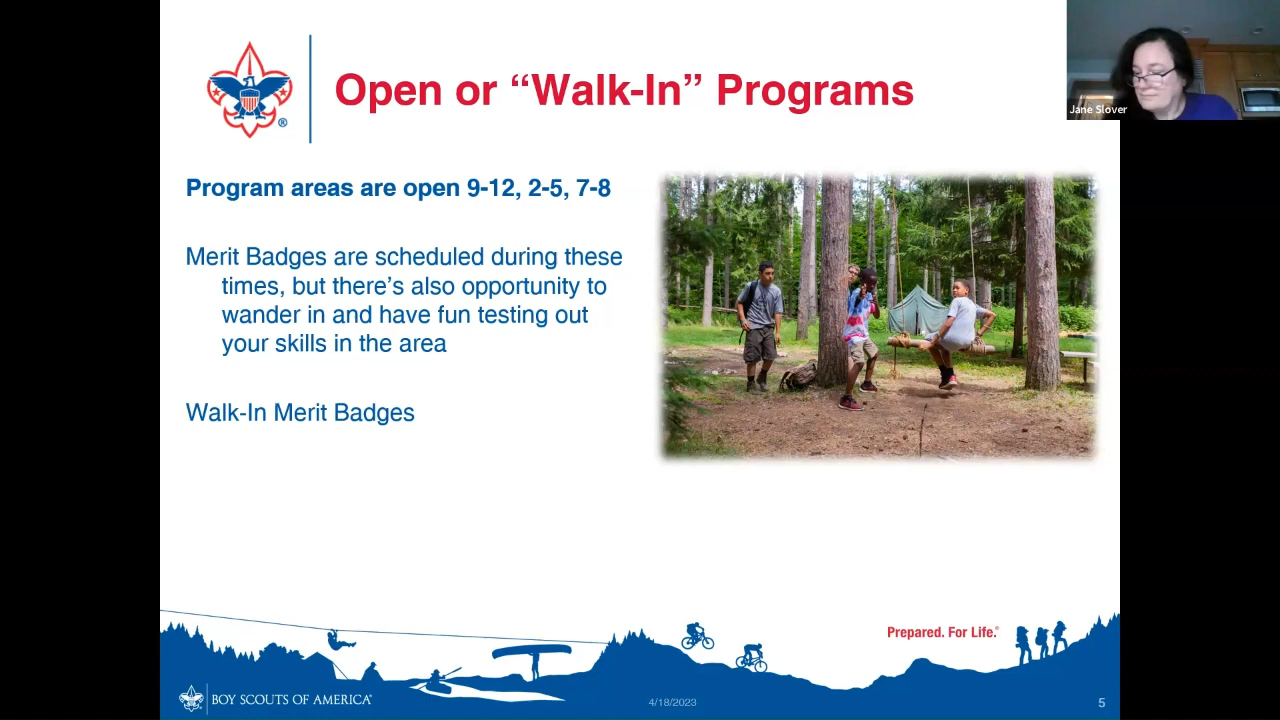 Open or “Walk-In” Programs
Jane Slover
Program areas are open 9-12, 2-5, 7-8
Merit Badges are scheduled during these
times, but there’s also opportunity to
wander in and have fun testing out
your skills in the area
Walk-In Merit Badges
Prepared. For Life.®
BOY SCOUTS OF AMERICA®
4/18/2023
5